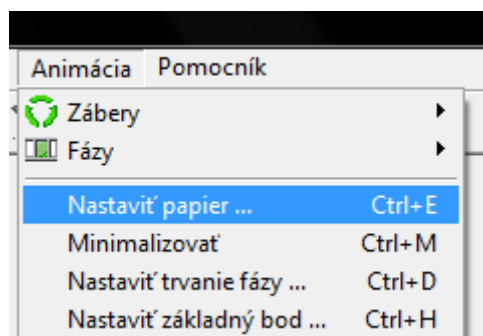 Animácia Pomocník
Zábery
Fázy
Nastaviť papier ... Ctrl+E
Minimalizovať Ctrl+M
Nastaviť trvanie fázy ... Ctrl+D
Nastaviť základný bod ... Ctrl+H